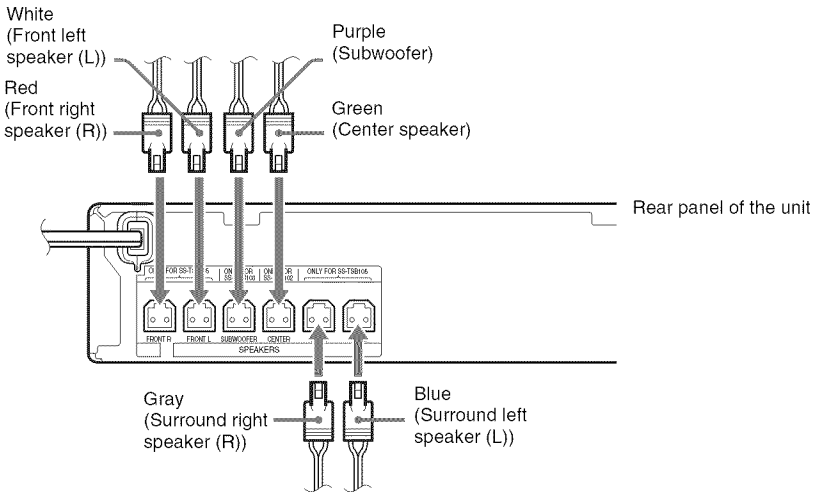 White
(Front left
speaker (L))
Purple
(Subwoofer)
Red
(Front right
speaker (R))
Green
(Center speaker)
Rear panel of the unit
ONLY FOR SS-TSB105
FRONT R
FRONT L
SUBWOOFER
CENTER
SPEAKERS
Gray
(Surround right
speaker (R))
Blue
(Surround left
speaker (L))